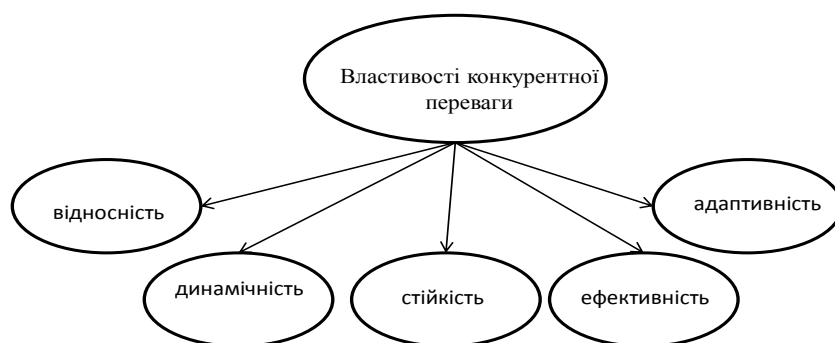 Властивості конкурентної
переваги
відносність
адаптивність
динамічність
стійкість
ефективність